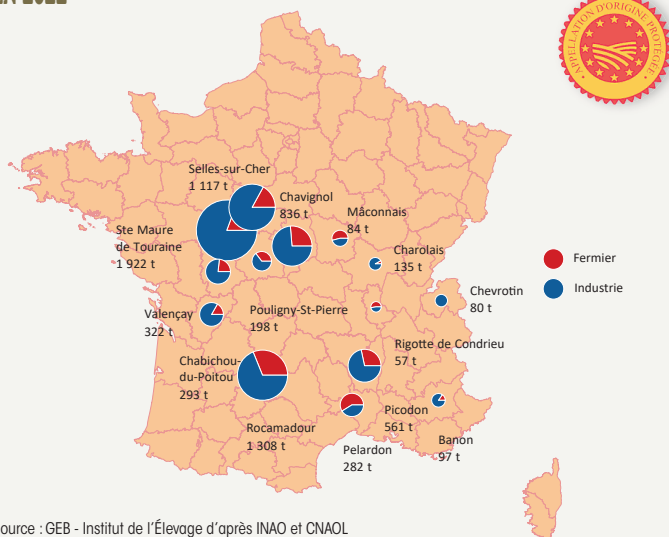 APPELLATION D'ORIGINE PROTÉGÉE
Selles-sur-Cher
1 117 t
Chavignol
836 t
Mâconnais
84 t
Ste Maure
de Touraine
1 922 t
Charolais
135 t
Fermier
Industrie
Chevrotin
80 t
Valençay
322 t
Pouligny-St-Pierre
198 t
Rigotte de Condrieu
57 t
Chabichou-
du-Poitou
293 t
Picodon
561 t
Rocamadour
1 308 t
Banon
97 t
Pelardon
282 t
ource : GEB - Institut de l'Élevage d'après INAO et CNAOL